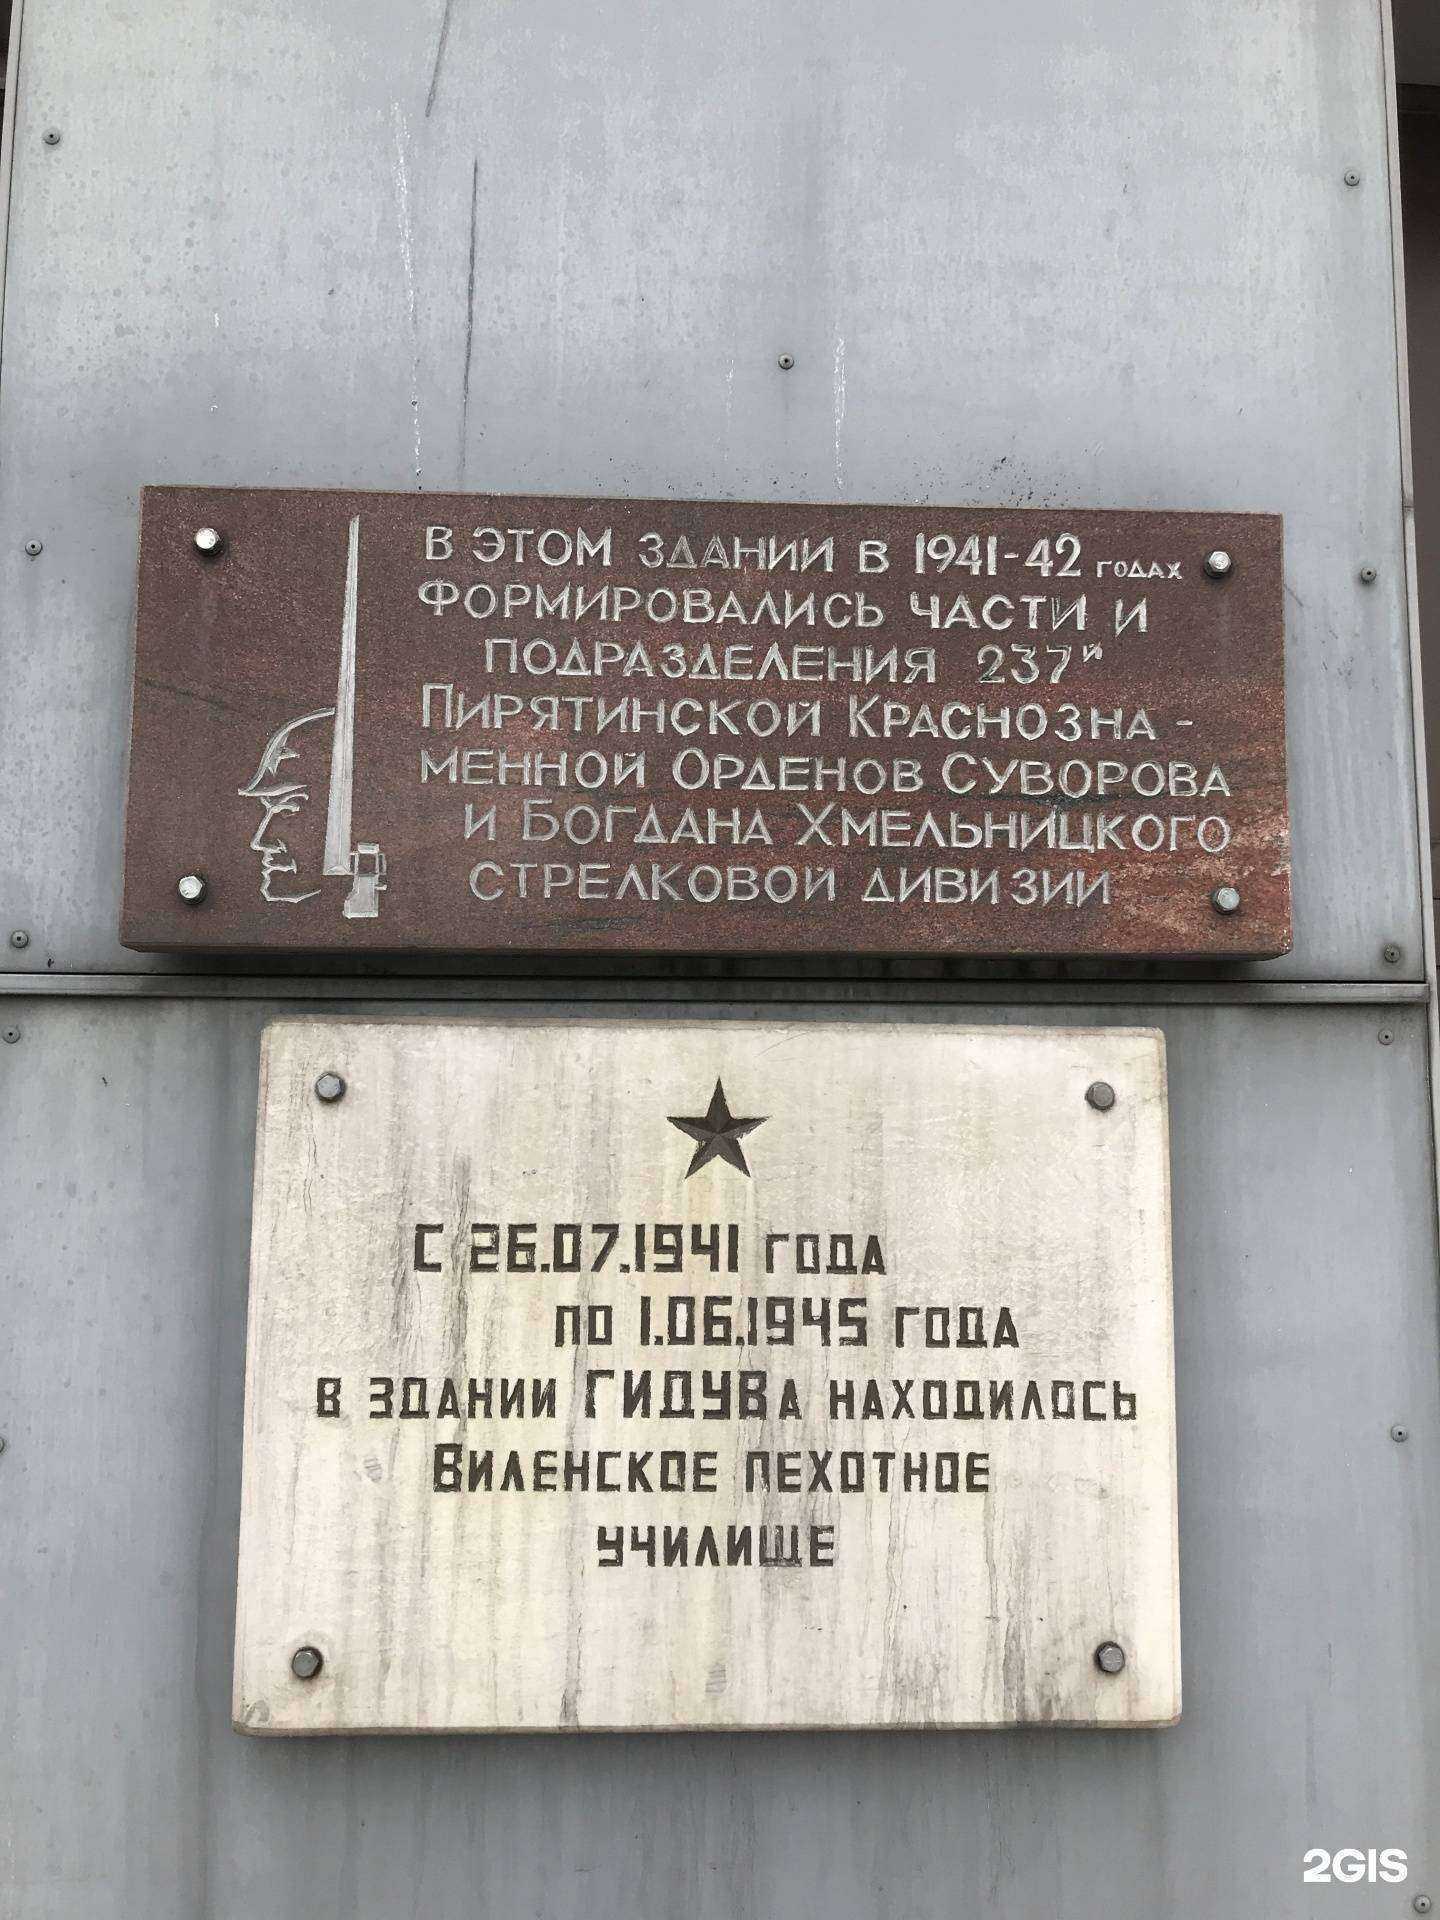 В ЭТОМ ЗДАНИИ В 1941-42 ГОДАХ
ФОРМИРОВАЛИСЬ ЧАСТИ И
ПОДРАЗДЕЛЕНИЯ 237Й
ПИРЯТИНСКОЙ КРАСНОЗНА-
МЕННОЙ ОРДЕНОВ СУВОРОВА
И БОГДАНА ХМЕЛЬНИЦКОГО
СТРЕЛКОВОЙ ДИВИЗИИ
С 26.07.1941 ГОДА
ПО 1.06.1945 ГОДА
В ЗДАНИИ ГИДУВА НАХОДИЛОСЬ
ВИЛЕНСКОЕ ПЕХОТНОЕ
УЧИЛИЩЕ
2GIS